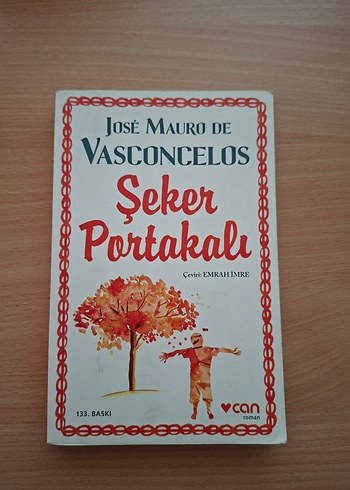 JOSÉ MAURO DE
VASCONCELOS
Şeker
Portakalı
Çeviri: EMRAH İMRE
133. BASKI
can
roman